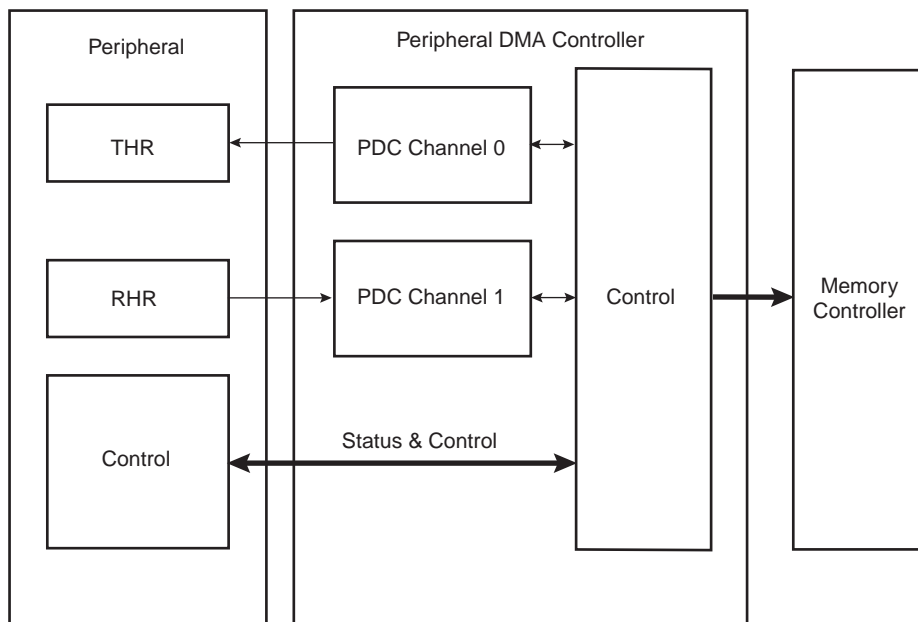 Peripheral
Peripheral DMA Controller
THR
PDC Channel 0
RHR
PDC Channel 1
Control
Memory
Controller
Status & Control
Control